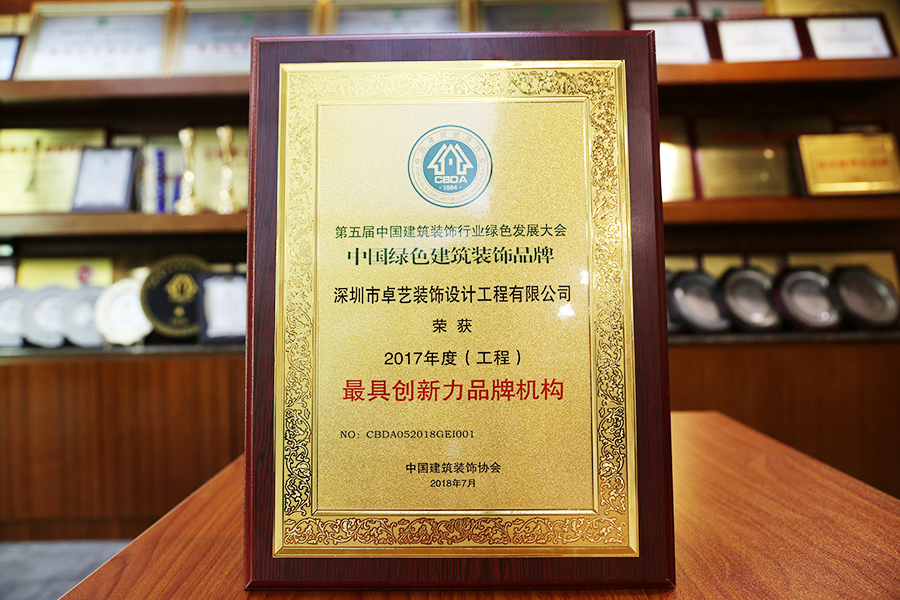 CBDA
·1984·
第五届中国建筑装饰行业绿色发展大会
中国绿色建筑装饰品牌
深圳市卓艺装饰设计工程有限公司
荣 获
2017年度（工程）
最具创新力品牌机构
NO: CBDA052018GEI001
中国建筑装饰协会
2018年7月